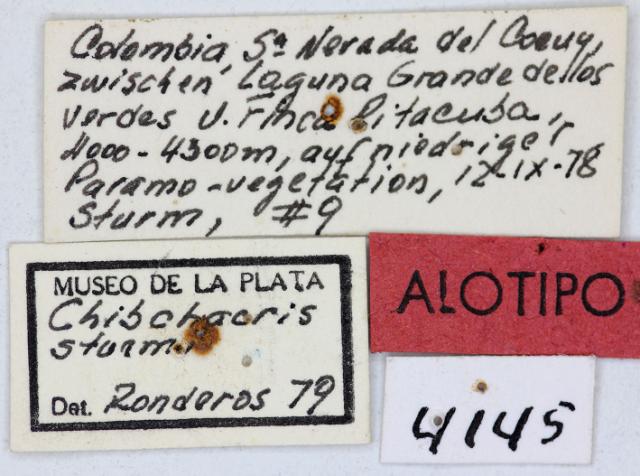 Colombia, Sª Nevada del Cocuy,
zwischen Laguna Grande de los
verdes u. Finca Pitacuba,
4000-4300m, auf niedriger
Paramo-vegetation, 12-IX-78
Sturm, #9
MUSEO DE LA PLATA
Chibchacris
sturmi
Det. Ronderos 79
ALOTIPO
4145